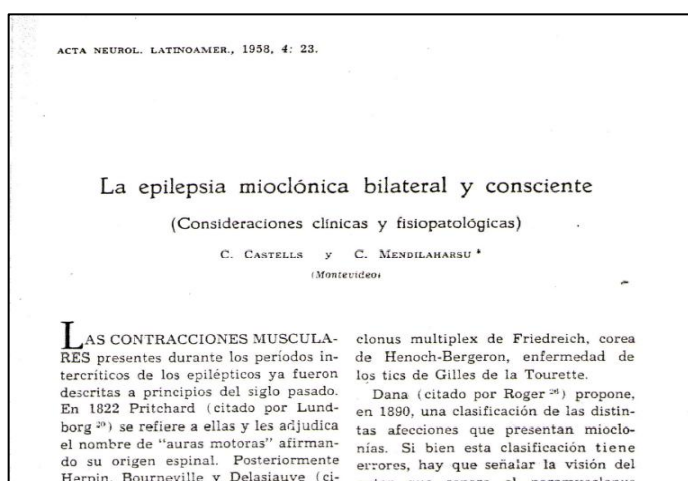 ACTA NEUROL. LATINOAMER., 1958, 4: 23.
La epilepsia mioclónica bilateral y consciente
(Consideraciones clínicas y fisiopatológicas)
C. CASTELLS y C. MENDILAHARSU *
(Montevideo)
LAS CONTRACCIONES MUSCULA-
RES presentes durante los períodos in-
tercríticos de los epilépticos ya fueron
descritas a principios del siglo pasado.
En 1822 Pritchard (citado por Lund-
borg 20) se refiere a ellas y les adjudica
el nombre de "auras motoras" afirman-
do su origen espinal. Posteriormente
Herpin, Bourneville y Delasiauve (ci-
clonus multiplex de Friedreich, corea
de Henoch-Bergeron, enfermedad de
los tics de Gilles de la Tourette.
Dana (citado por Roger 26) propone,
en 1890, una clasificación de las distin-
tas afecciones que presentan mioclo-
nías. Si bien esta clasificación tiene
errores, hay que señalar la visión del